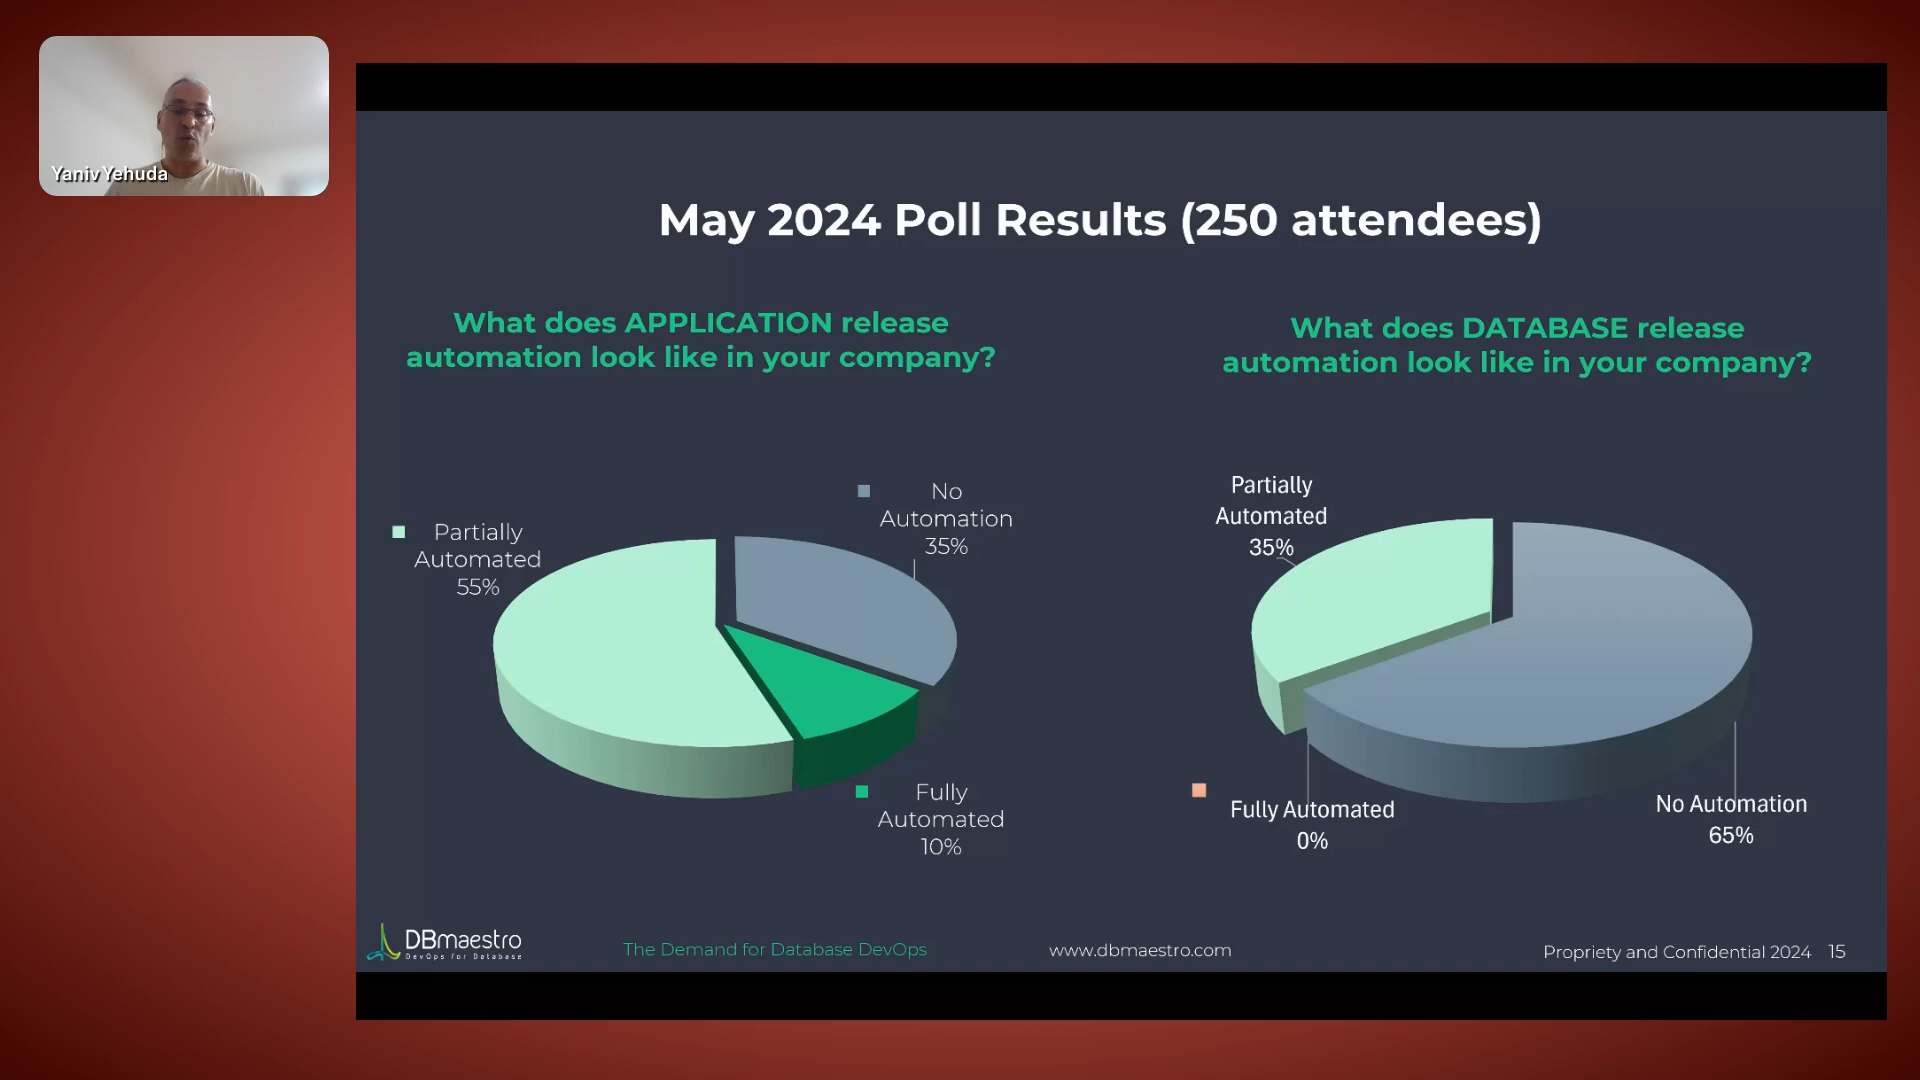 Yaniv Yehuda
May 2024 Poll Results (250 attendees)
What does APPLICATION release
automation look like in your company?
What does DATABASE release
automation look like in your company?
Partially
Automated
55%
No
Automation
35%
Fully
Automated
10%
Partially
Automated
35%
Fully Automated
0%
No Automation
65%
DBmaestro
DevOps for Database
The Demand for Database DevOps
www.dbmaestro.com
Propriety and Confidential 2024 15